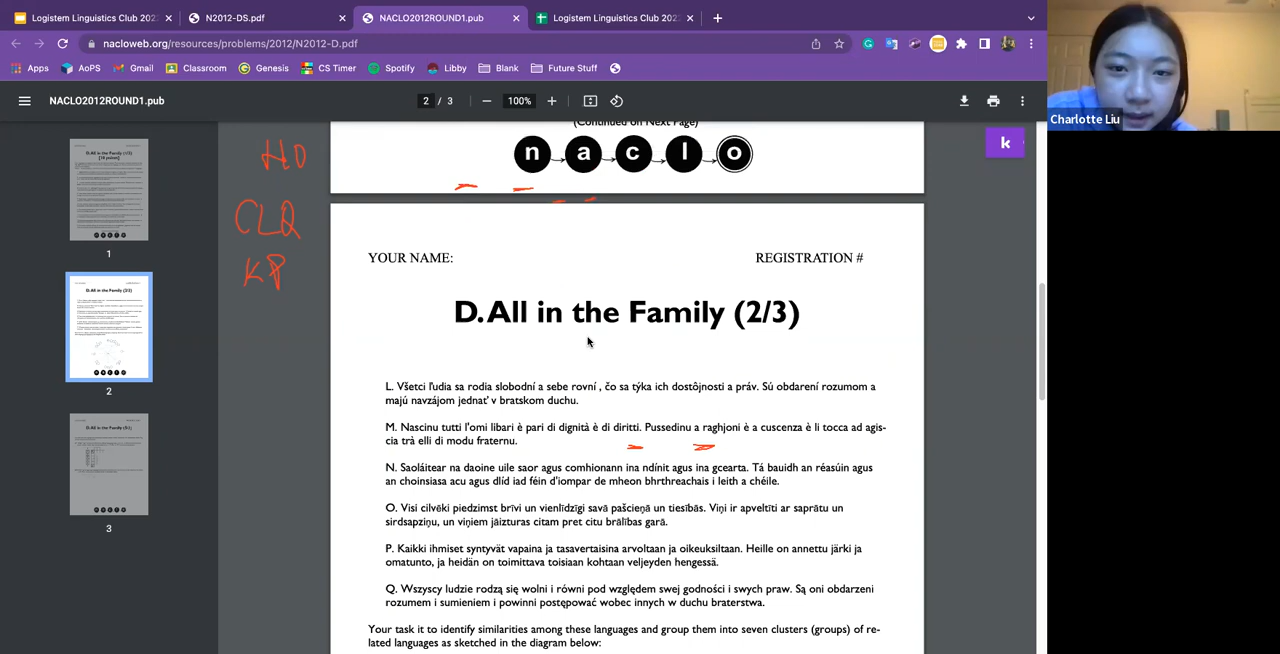 Logistem Linguistics Club 202
N2012-DS.pdf
NACLO2012ROUND1.pub
Logistem Linguistics Club 202
nacloweb.org/resources/problems/2012/N2012-D.pdf
Apps
AoPS
Gmail
Classroom
Genesis
CS Timer
Spotify
Libby
Blank
Future Stuff
NACLO2012ROUND1.pub
2 / 3
100%
Charlotte Liu
k
(Continued on Next Page)
n a c l o
HO
CLQ
KP
1
2
3
YOUR NAME:
REGISTRATION #
D. All in the Family (2/3)
L. Všetci ľudia sa rodia slobodní a sebe rovní , čo sa týka ich dostôjnosti a práv. Sú obdarení rozumom a
majú navzájom jednať v bratskom duchu.
M. Nascinu tutti l'omi libari è pari di dignità è di diritti. Pussedinu a raghjoni è a cuscenza è li tocca ad agis-
cia trà elli di modu fraternu.
N. Saoláitear na daoine uile saor agus comhionann ina ndínit agus ina gcearta. Tá bauidh an réasúin agus
an choinsiasa acu agus dlíd iad féin d'iompar de mheon bhrthreachais i leith a chéile.
O. Visi cilvēki piedzimst brīvi un vienlīdzīgi savā pašcieņā un tiesībās. Viņi ir apveltīti ar saprātu un
sirdsapziņu, un viņiem jāizturas citam pret citu brālības garā.
P. Kaikki ihmiset syntyvät vapaina ja tasavertaisina arvoltaan ja oikeuksiltaan. Heille on annettu järki ja
omatunto, ja heidän on toimittava toisiaan kohtaan veljeyden hengessä.
Q. Wszyscy ludzie rodzą się wolni i równi pod względem swej godności i swych praw. Są oni obdarzeni
rozumem i sumieniem i powinni postępować wobec innych w duchu braterstwa.
Your task it to identify similarities among these languages and group them into seven clusters (groups) of re-
lated languages as sketched in the diagram below: